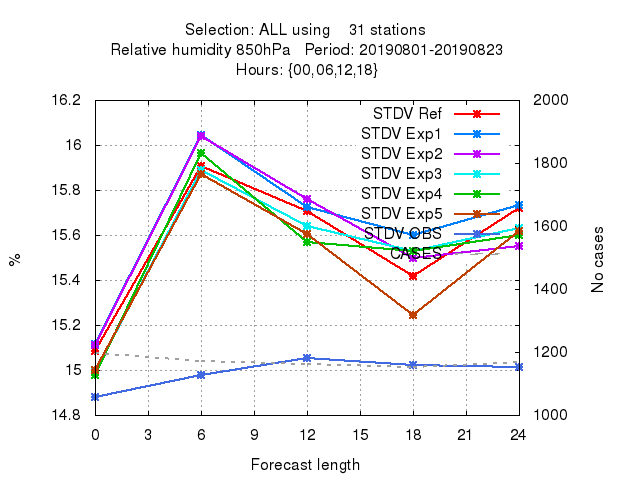 Selection: ALL using    31 stations
Relative humidity 850hPa   Period: 20190801-20190823
Hours: {00,06,12,18}
16.2
16
15.8
15.6
15.4
15.2
15
14.8
%
2000
1800
1600
1400
1200
1000
No cases
STDV Ref
STDV Exp1
STDV Exp2
STDV Exp3
STDV Exp4
STDV Exp5
STDV OBS
CASES
0 3 6 9 12 15 18 21 24
Forecast length